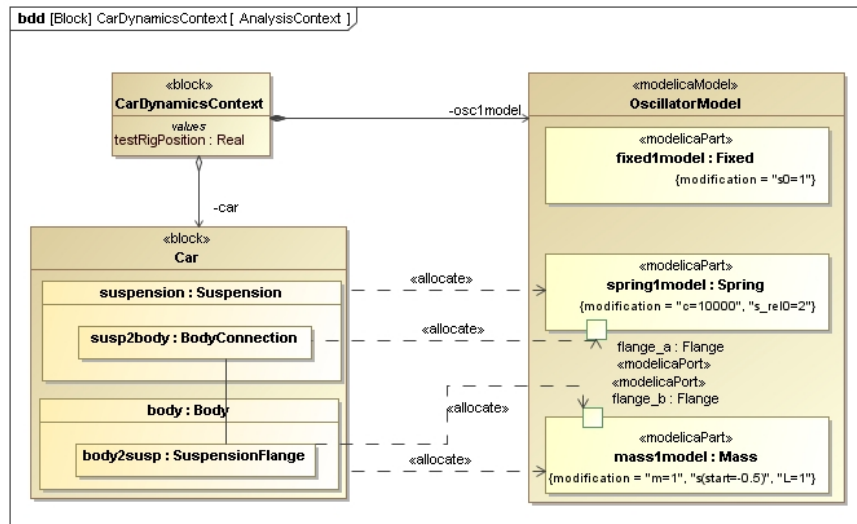 bdd [Block] CarDynamicsContext [ AnalysisContext ]
«block»
CarDynamicsContext
values
testRigPosition : Real
-osc1model
-car
«block»
Car
suspension : Suspension
susp2body : BodyConnection
body : Body
body2susp : SuspensionFlange
«allocate»
«allocate»
«allocate»
«allocate»
«modelicaModel»
OscillatorModel
«modelicaPart»
fixed1model : Fixed
{modification = "s0=1"}
«modelicaPart»
spring1model : Spring
{modification = "c=10000", "s_rel0=2"}
flange_a : Flange
«modelicaPort»
«modelicaPort»
flange_b : Flange
«modelicaPart»
mass1model : Mass
{modification = "m=1", "s(start=-0.5)", "L=1"}